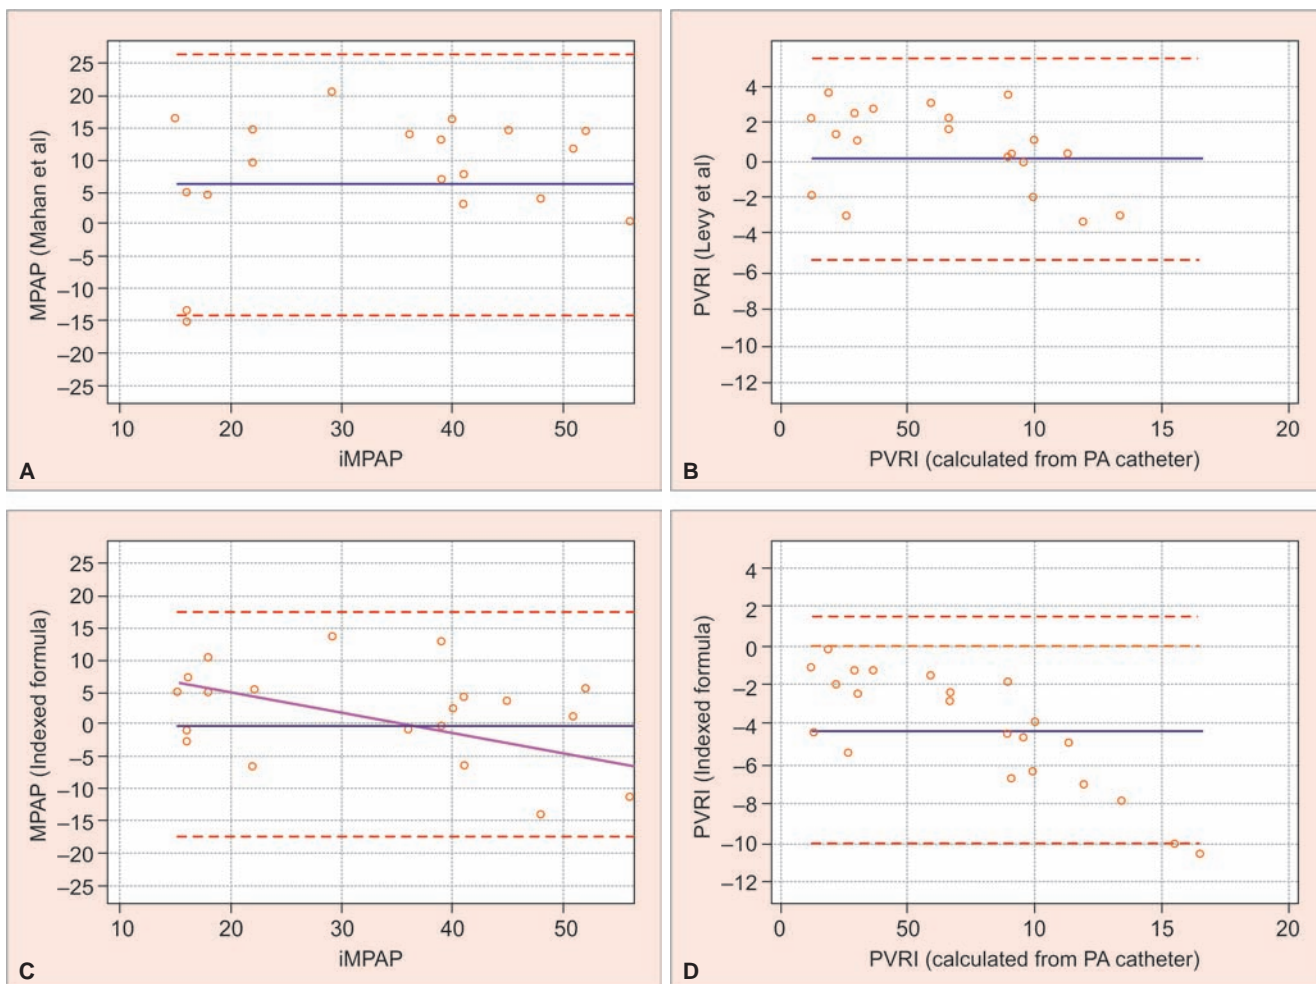 25
20
15
10
5
0
–5
–10
–15
–20
–25
MPAP (Mahan et al)
10 20 30 40 50
iMPAP
A
4
2
0
–2
–4
–6
–8
–10
–12
PVRI (Levy et al)
0 50 10 15 20
PVRI (calculated from PA catheter)
B
25
20
15
10
5
0
–5
–10
–15
–20
–25
MPAP (Indexed formula)
10 20 30 40 50
iMPAP
C
4
2
0
–2
–4
–6
–8
–10
–12
PVRI (Indexed formula)
0 50 10 15 20
PVRI (calculated from PA catheter)
D